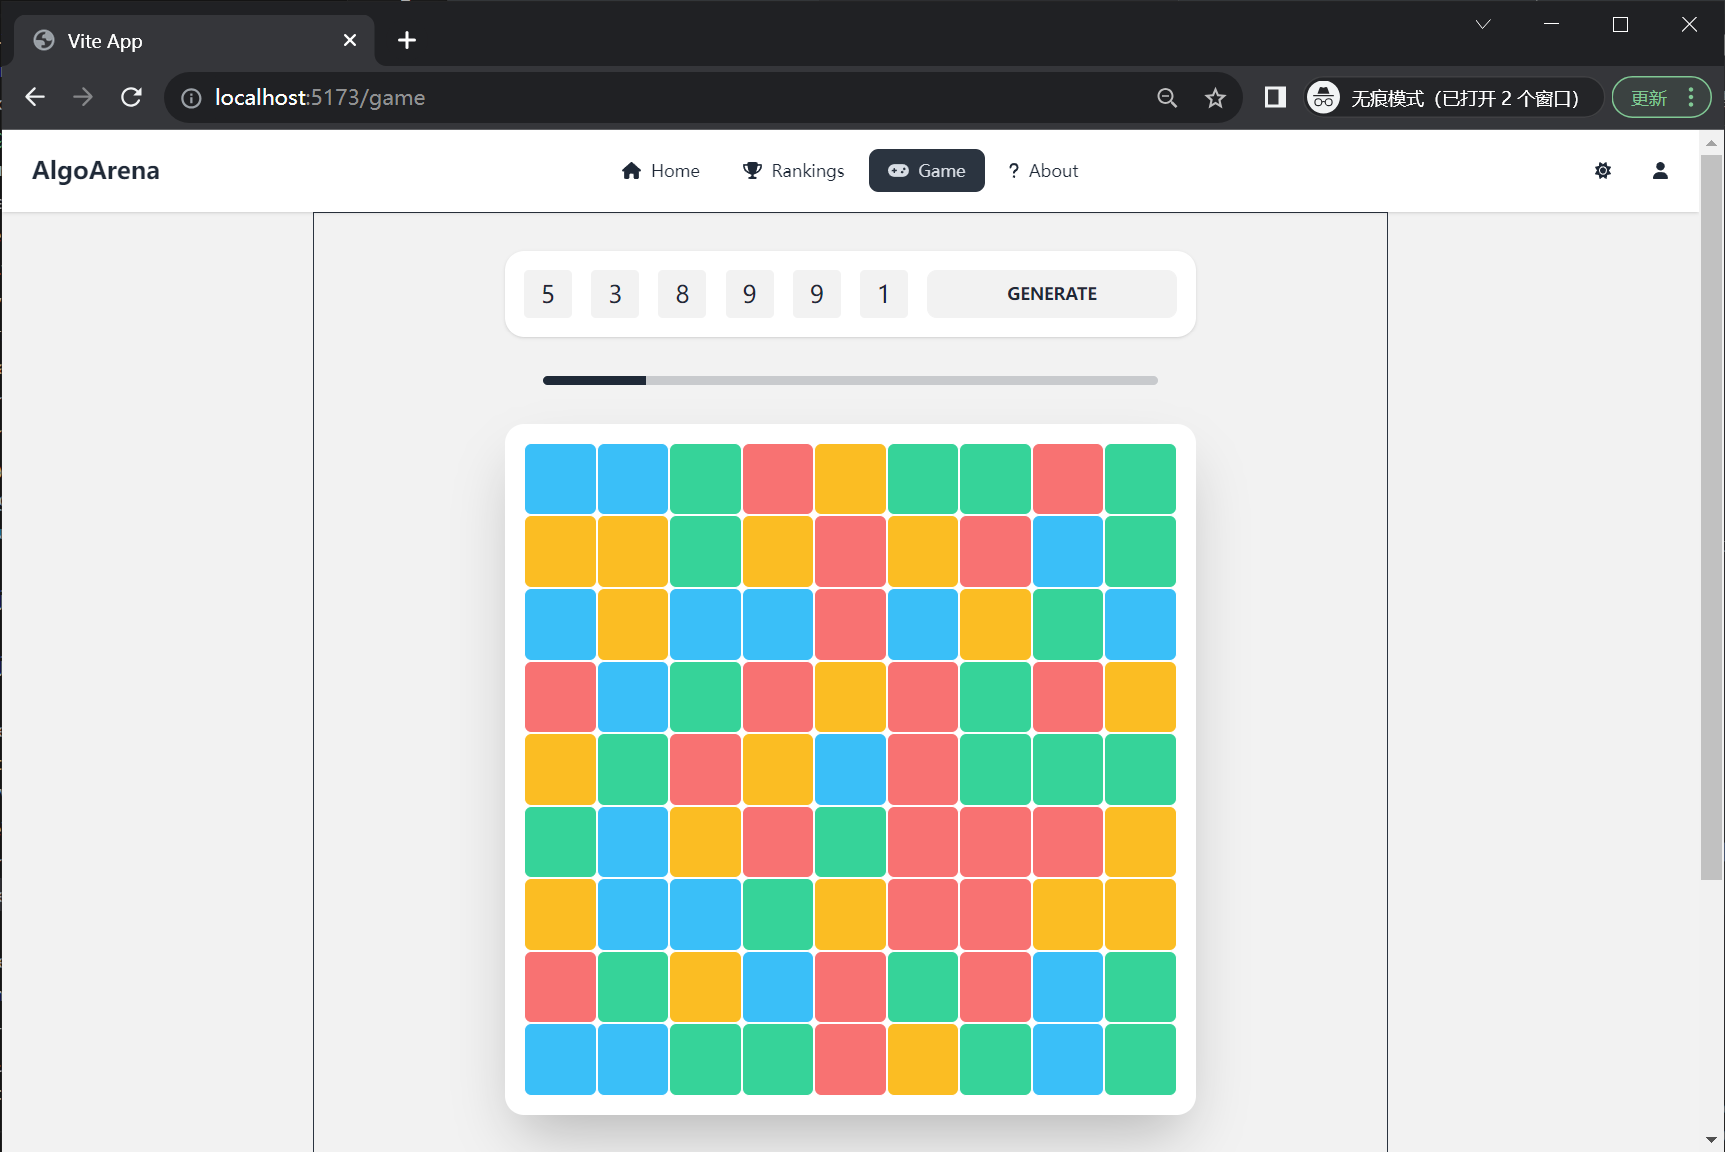 Vite App
localhost:5173/game
无痕模式（已打开 2 个窗口）
更新
AlgoArena
Home
Rankings
Game
? About
5 3 8 9 9 1
GENERATE